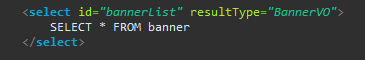 <select id="bannerList" resultType="BannerVO">
    SELECT * FROM banner
</select>